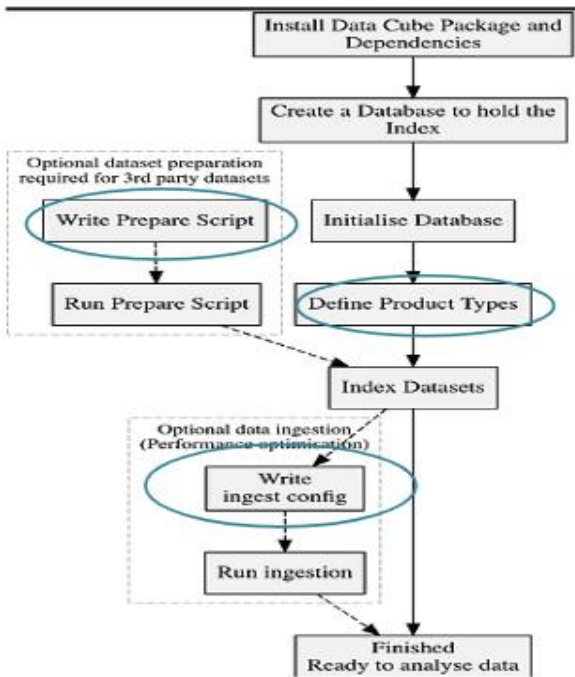 Install Data Cube Package and
Dependencies
Create a Database to hold the
Index
Optional dataset preparation
required for 3rd party datasets
Write Prepare Script
Initialise Database
Run Prepare Script
Define Product Types
Index Datasets
Optional data ingestion
(Performance optimisation)
Write
ingest config
Run ingestion
Finished
Ready to analyse data